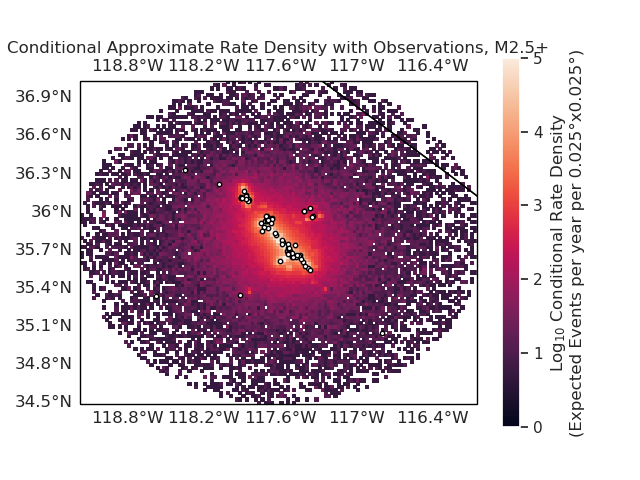 Conditional Approximate Rate Density with Observations, M2.5+
118.8°W 118.2°W 117.6°W 117°W 116.4°W
36.9°N
36.6°N
36.3°N
36°N
35.7°N
35.4°N
35.1°N
34.8°N
34.5°N
118.8°W 118.2°W 117.6°W 117°W 116.4°W
5
4
3
2
1
0
Log₁₀ Conditional Rate Density
(Expected Events per year per 0.025°x0.025°)